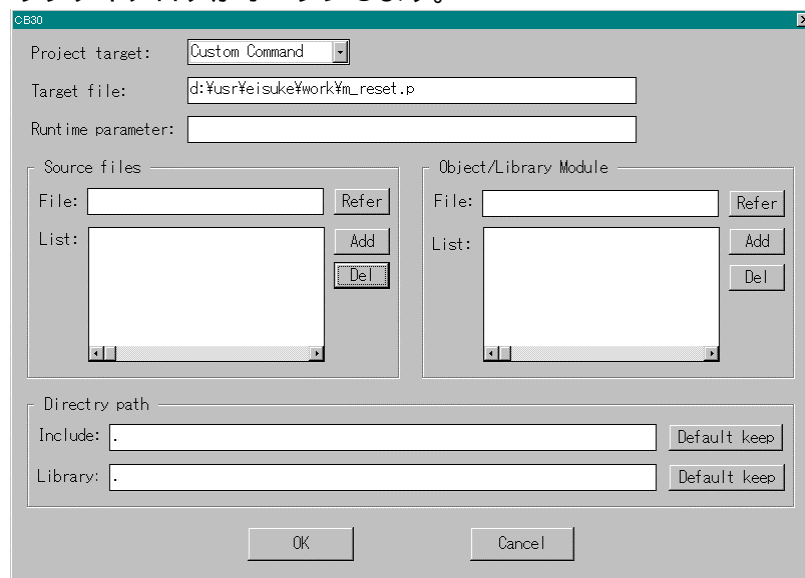 CB30
Project target: Custom Command
Target file: d:¥usr¥eisuke¥work¥m_reset.p
Runtime parameter:
Source files
File: Refer
List: Add
Del
Object/Library Module
File: Refer
List: Add
Del
Directry path
Include: . Default keep
Library: . Default keep
OK Cancel